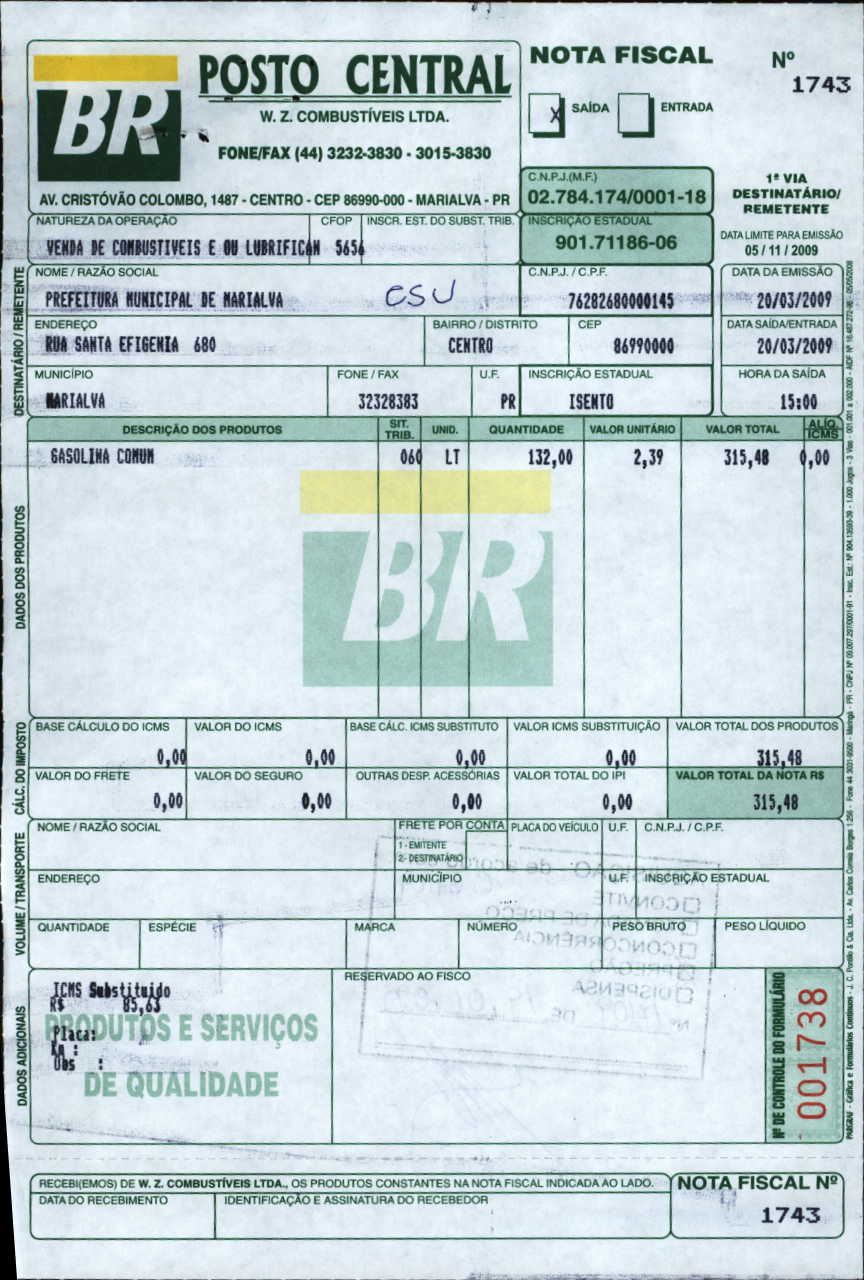 BR
POSTO CENTRAL
W. Z. COMBUSTÍVEIS LTDA.
FONE/FAX (44) 3232-3830 - 3015-3830
AV. CRISTÓVÃO COLOMBO, 1487 - CENTRO - CEP 86990-000 - MARIALVA - PR
NOTA FISCAL
Nº
1743
X SAÍDA ENTRADA
C.N.P.J.(M.F.)
02.784.174/0001-18
INSCRIÇÃO ESTADUAL
901.71186-06
1ª VIA
DESTINATÁRIO/
REMETENTE
DATA LIMITE PARA EMISSÃO
05 / 11 / 2009
NATUREZA DA OPERAÇÃO CFOP INSCR. EST. DO SUBST. TRIB.
VENDA DE COMBUSTIVEIS E OU LUBRIFICAN 5656
DESTINATÁRIO / REMETENTE
NOME / RAZÃO SOCIAL C.N.P.J. / C.P.F. DATA DA EMISSÃO
PREFEITURA MUNICIPAL DE MARIALVA CSU 76282680000145 20/03/2009
ENDEREÇO BAIRRO / DISTRITO CEP DATA SAÍDA/ENTRADA
RUA SANTA EFIGENIA 680 CENTRO 86990000 20/03/2009
MUNICÍPIO FONE / FAX U.F. INSCRIÇÃO ESTADUAL HORA DA SAÍDA
MARIALVA 32328383 PR ISENTO 15:00
DADOS DOS PRODUTOS
DESCRIÇÃO DOS PRODUTOS SIT. TRIB. UNID. QUANTIDADE VALOR UNITÁRIO VALOR TOTAL ALÍQ. ICMS
GASOLINA COMUM 060 LT 132,00 2,39 315,48 0,00
BR
CÁLC. DO IMPOSTO
BASE CÁLCULO DO ICMS VALOR DO ICMS BASE CÁLC. ICMS SUBSTITUTO VALOR ICMS SUBSTITUIÇÃO VALOR TOTAL DOS PRODUTOS
0,00 0,00 0,00 0,00 315,48
VALOR DO FRETE VALOR DO SEGURO OUTRAS DESP. ACESSÓRIAS VALOR TOTAL DO IPI VALOR TOTAL DA NOTA R$
0,00 0,00 0,00 0,00 315,48
VOLUME / TRANSPORTE
NOME / RAZÃO SOCIAL FRETE POR CONTA PLACA DO VEÍCULO U.F. C.N.P.J. / C.P.F.
1 - EMITENTE
2 - DESTINATÁRIO
ENDEREÇO MUNICÍPIO U.F. INSCRIÇÃO ESTADUAL
QUANTIDADE ESPÉCIE MARCA NÚMERO PESO BRUTO PESO LÍQUIDO
CONVITE
TOMADA DE PREÇO
CONCORRÊNCIA
PREGÃO
DISPENSA
Nº DE
DADOS ADICIONAIS
ICMS Substituido
R$ 85,63
Placa:
Km :
Obs :
PRODUTOS E SERVIÇOS
DE QUALIDADE
RESERVADO AO FISCO
Nº DE CONTROLE DO FORMULÁRIO
001738
RECEBI(EMOS) DE W. Z. COMBUSTÍVEIS LTDA., OS PRODUTOS CONSTANTES NA NOTA FISCAL INDICADA AO LADO.
DATA DO RECEBIMENTO IDENTIFICAÇÃO E ASSINATURA DO RECEBEDOR
NOTA FISCAL Nº
1743